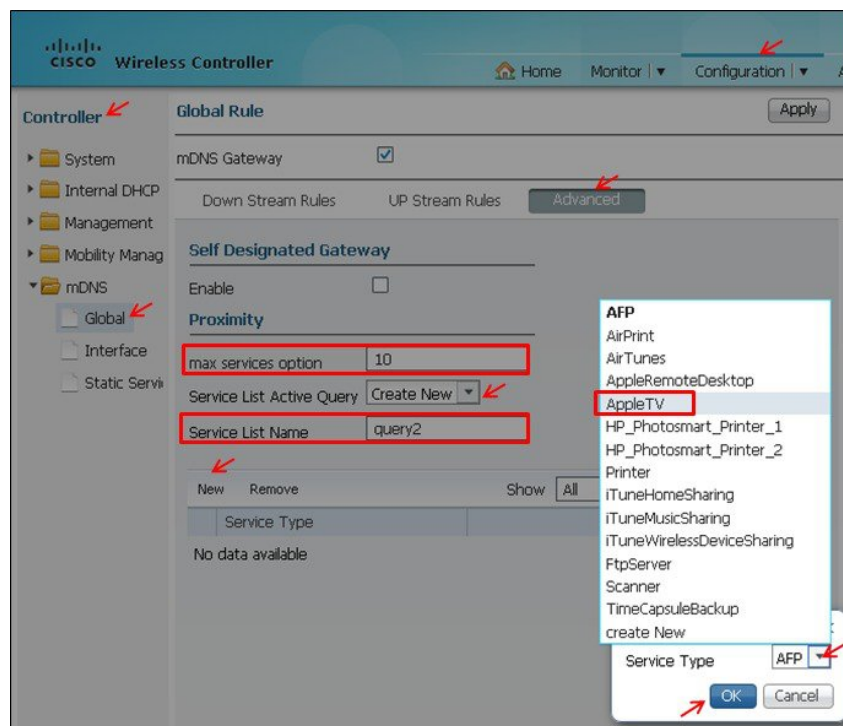 CISCO Wireless Controller
Home Monitor Configuration A
Controller
Global Rule Apply
System
mDNS Gateway
Internal DHCP
Down Stream Rules UP Stream Rules Advanced
Management
Mobility Manag
Self Designated Gateway
mDNS
Enable
Global
Proximity
Interface
max services option 10
Static Servi
Service List Active Query Create New
Service List Name query2
New Remove Show All
Service Type
No data available
AFP
AirPrint
AirTunes
AppleRemoteDesktop
AppleTV
HP_Photosmart_Printer_1
HP_Photosmart_Printer_2
Printer
iTuneHomeSharing
iTuneMusicSharing
iTuneWirelessDeviceSharing
FtpServer
Scanner
TimeCapsuleBackup
create New
Service Type AFP
OK Cancel